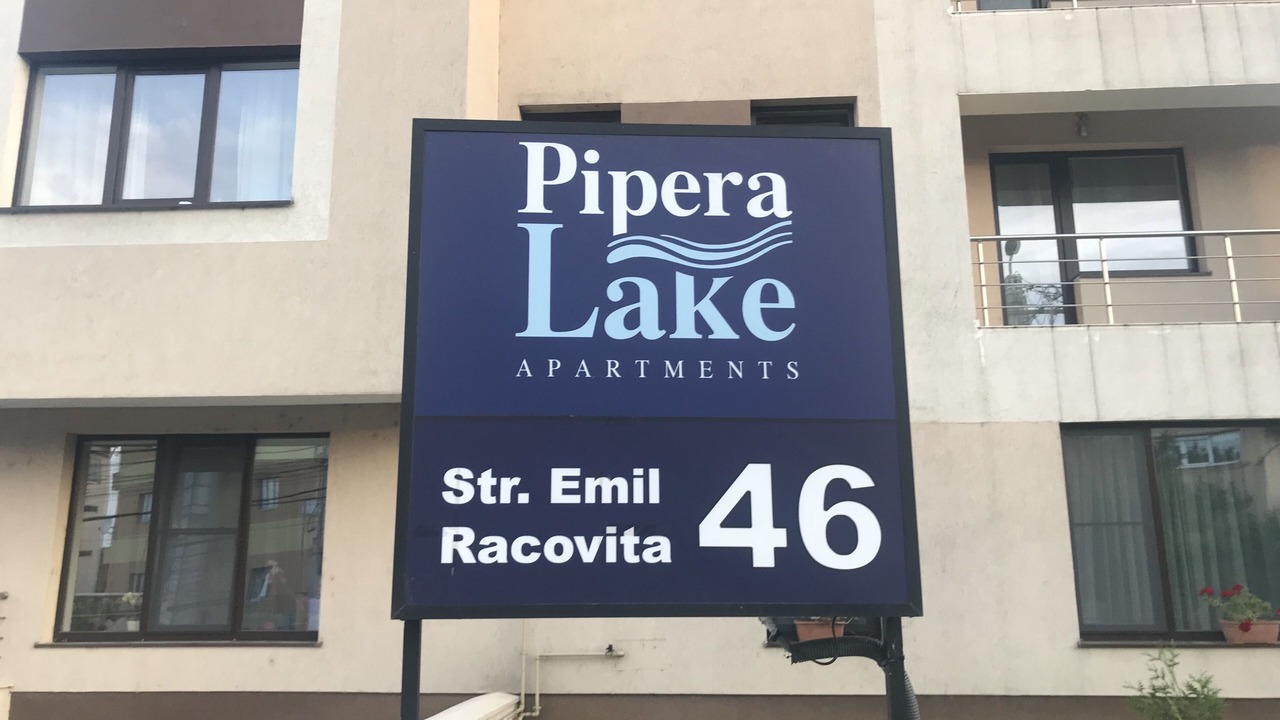 Pipera
Lake
APARTMENTS
Str. Emil
Racovita
46